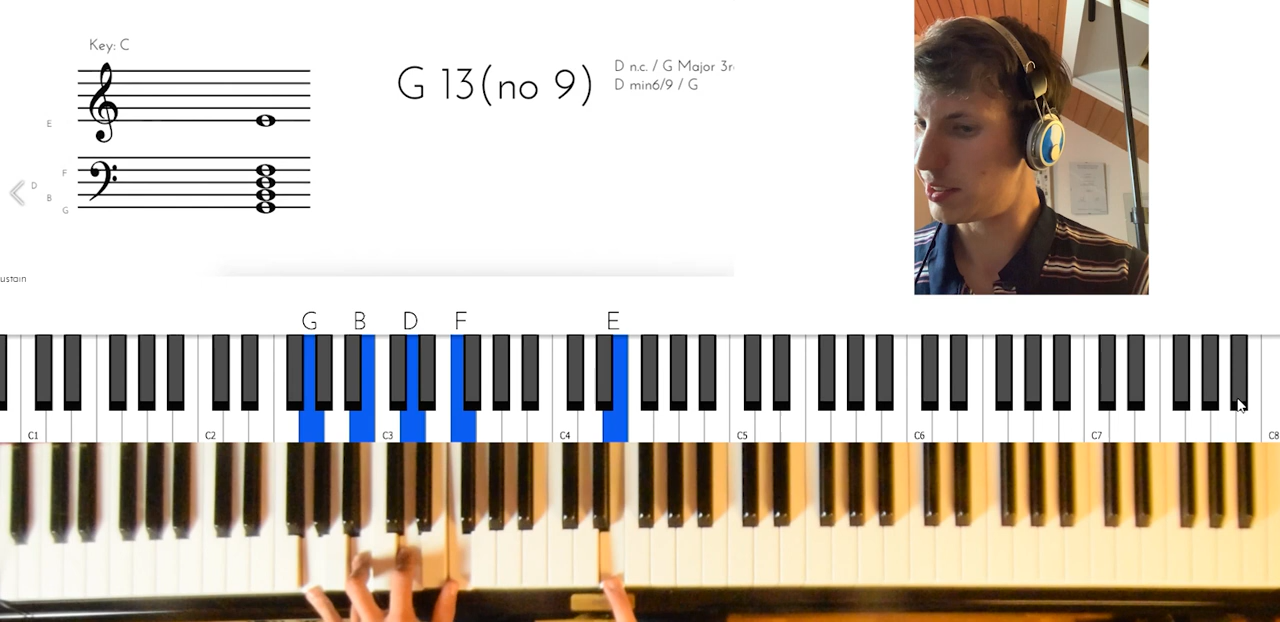 Key: C
G 13(no 9)
D n.c. / G Major 3r
D min6/9 / G
E
F
D
B
G
ustain
G B D F E
C1 C2 C3 C4 C5 C6 C7 C8